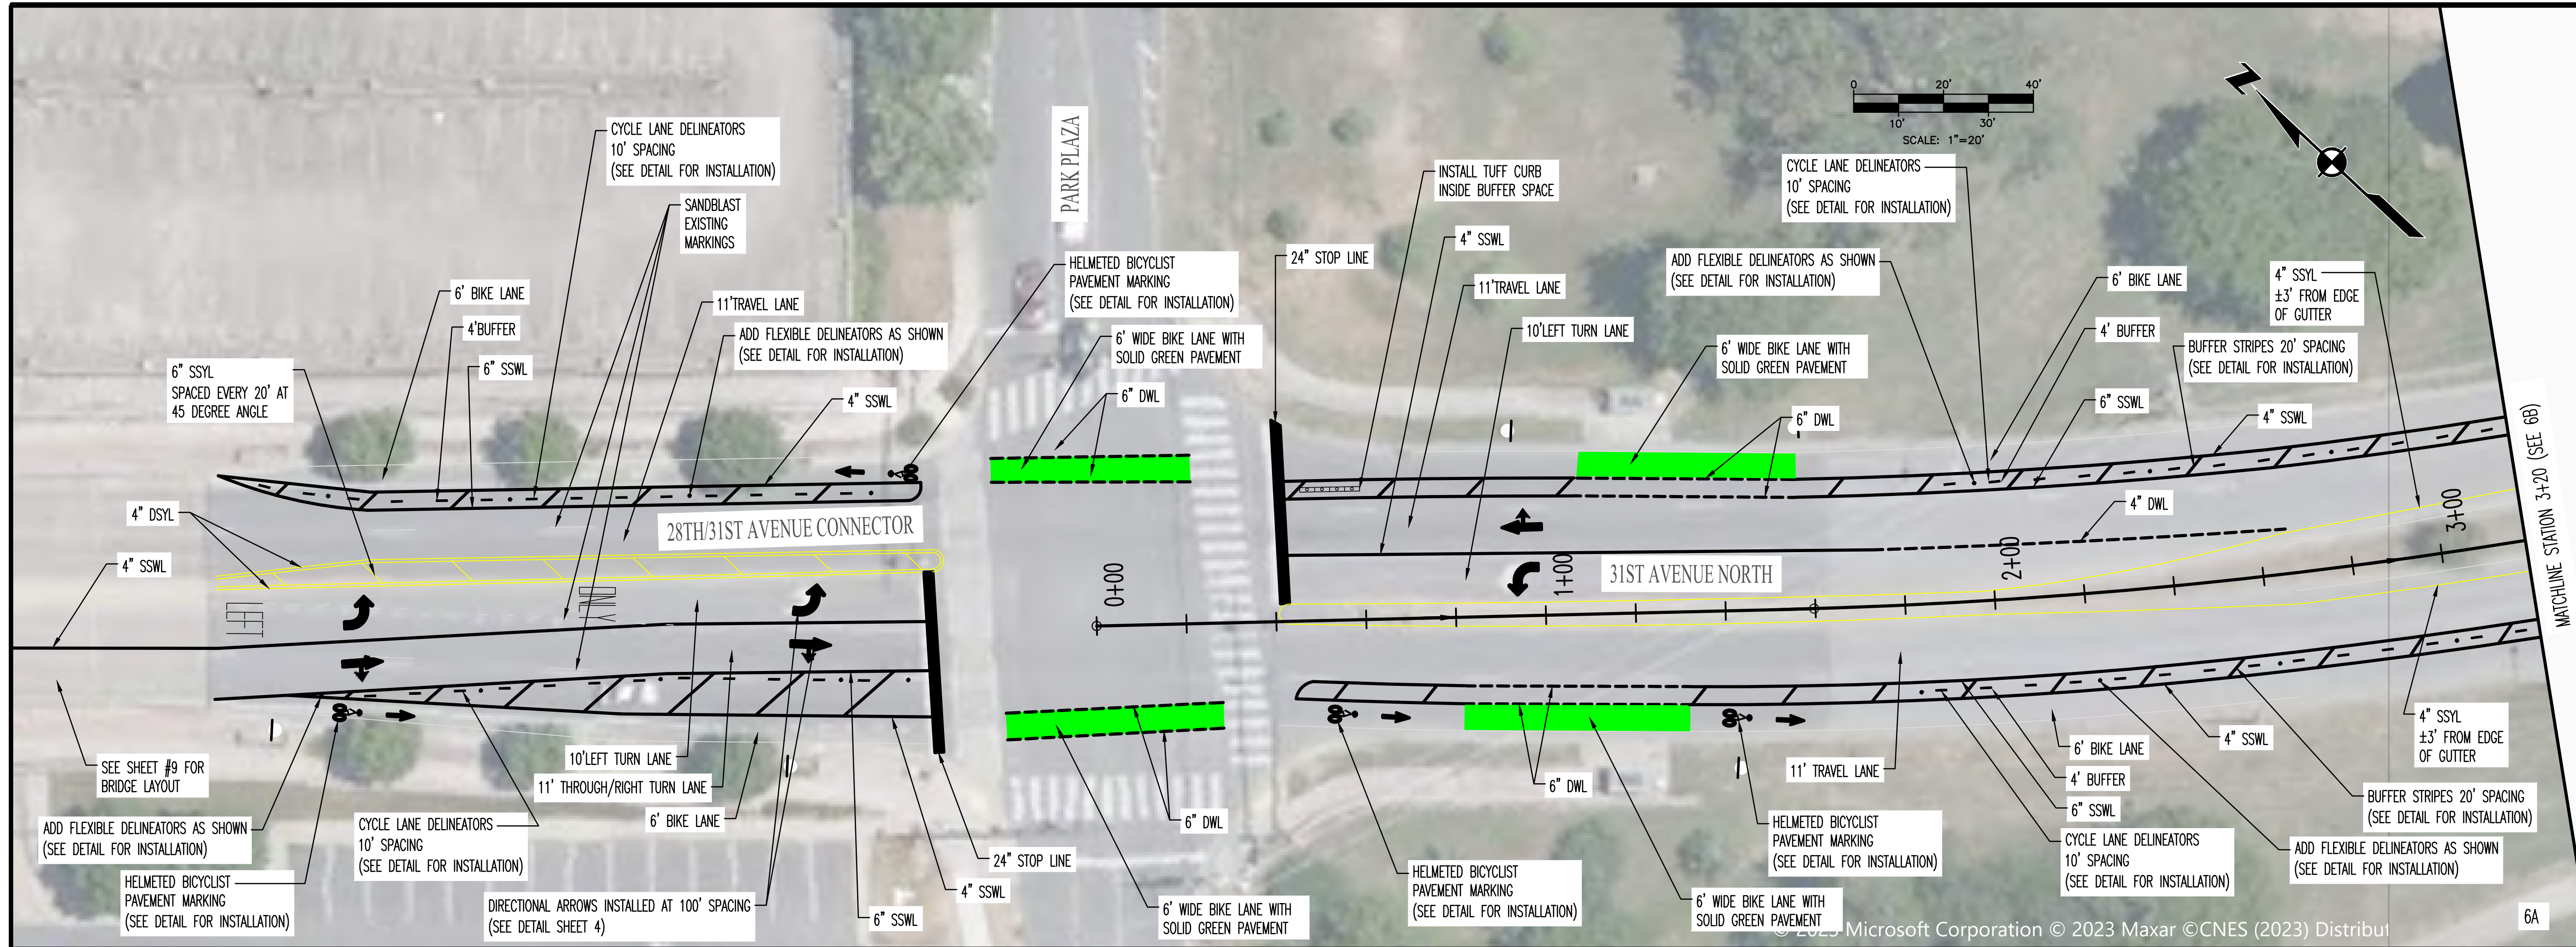 CYCLE LANE DELINEATORS
10' SPACING
(SEE DETAIL FOR INSTALLATION)
SANDBLAST
EXISTING
MARKINGS
6' BIKE LANE
4'BUFFER
6" SSWL
11'TRAVEL LANE
ADD FLEXIBLE DELINEATORS AS SHOWN
(SEE DETAIL FOR INSTALLATION)
6" SSYL
SPACED EVERY 20' AT
45 DEGREE ANGLE
4" SSWL
HELMETED BICYCLIST
PAVEMENT MARKING
(SEE DETAIL FOR INSTALLATION)
PARK PLAZA
6' WIDE BIKE LANE WITH
SOLID GREEN PAVEMENT
6" DWL
24" STOP LINE
INSTALL TUFF CURB
INSIDE BUFFER SPACE
4" SSWL
11'TRAVEL LANE
10'LEFT TURN LANE
0
20'
40'
10'
30'
SCALE: 1"=20'
N
CYCLE LANE DELINEATORS
10' SPACING
(SEE DETAIL FOR INSTALLATION)
ADD FLEXIBLE DELINEATORS AS SHOWN
(SEE DETAIL FOR INSTALLATION)
6' WIDE BIKE LANE WITH
SOLID GREEN PAVEMENT
6" DWL
6' BIKE LANE
4' BUFFER
6" SSWL
4" SSYL
±3' FROM EDGE
OF GUTTER
BUFFER STRIPES 20' SPACING
(SEE DETAIL FOR INSTALLATION)
4" SSWL
4" DWL
MATCHLINE STATION 3+20 (SEE 6B)
4" DSYL
4" SSWL
28TH/31ST AVENUE CONNECTOR
LEFT
ONLY
0+00
1+00
31ST AVENUE NORTH
2+00
3+00
SEE SHEET #9 FOR
BRIDGE LAYOUT
ADD FLEXIBLE DELINEATORS AS SHOWN
(SEE DETAIL FOR INSTALLATION)
HELMETED BICYCLIST
PAVEMENT MARKING
(SEE DETAIL FOR INSTALLATION)
CYCLE LANE DELINEATORS
10' SPACING
(SEE DETAIL FOR INSTALLATION)
10'LEFT TURN LANE
11' THROUGH/RIGHT TURN LANE
6' BIKE LANE
DIRECTIONAL ARROWS INSTALLED AT 100' SPACING
(SEE DETAIL SHEET 4)
6" SSWL
4" SSWL
24" STOP LINE
6" DWL
6' WIDE BIKE LANE WITH
SOLID GREEN PAVEMENT
HELMETED BICYCLIST
PAVEMENT MARKING
(SEE DETAIL FOR INSTALLATION)
6" DWL
6' WIDE BIKE LANE WITH
SOLID GREEN PAVEMENT
HELMETED BICYCLIST
PAVEMENT MARKING
(SEE DETAIL FOR INSTALLATION)
11' TRAVEL LANE
6' BIKE LANE
4' BUFFER
6" SSWL
CYCLE LANE DELINEATORS
10' SPACING
(SEE DETAIL FOR INSTALLATION)
4" SSWL
4" SSYL
±3' FROM EDGE
OF GUTTER
BUFFER STRIPES 20' SPACING
(SEE DETAIL FOR INSTALLATION)
ADD FLEXIBLE DELINEATORS AS SHOWN
(SEE DETAIL FOR INSTALLATION)
© 2023 Microsoft Corporation © 2023 Maxar ©CNES (2023) Distribut
6A